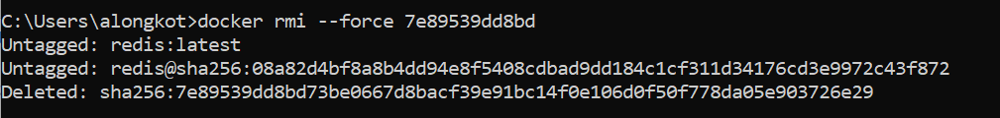 C:\Users\alongkot>docker rmi --force 7e89539dd8bd
Untagged: redis:latest
Untagged: redis@sha256:08a82d4bf8a8b4dd94e8f5408cdbad9dd184c1cf311d34176cd3e9972c43f872
Deleted: sha256:7e89539dd8bd73be0667d8bacf39e91bc14f0e106d0f50f778da05e903726e29